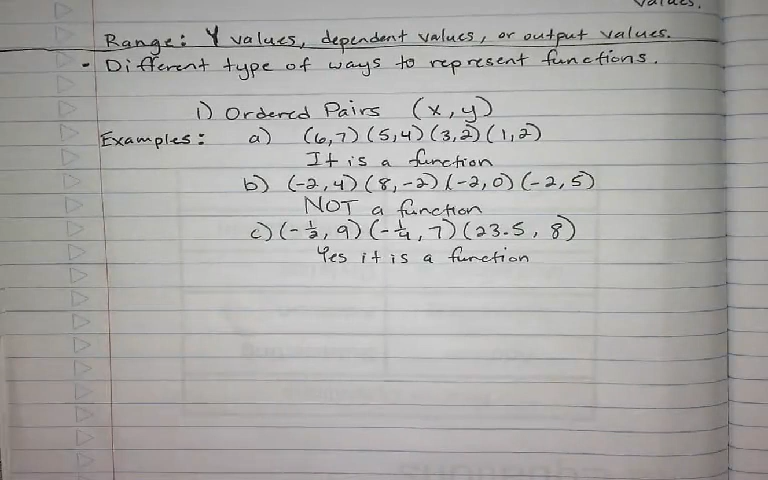 values.
Range: Y values, dependent values, or output values.
- Different type of ways to represent functions.
1) Ordered Pairs (x,y)
Examples: a) (6,7) (5,4) (3,2) (1,2)
It is a function
b) (-2,4) (8,-2) (-2,0) (-2,5)
NOT a function
c) (-1/2, 9) (-1/4, 7) (23.5, 8)
Yes it is a function